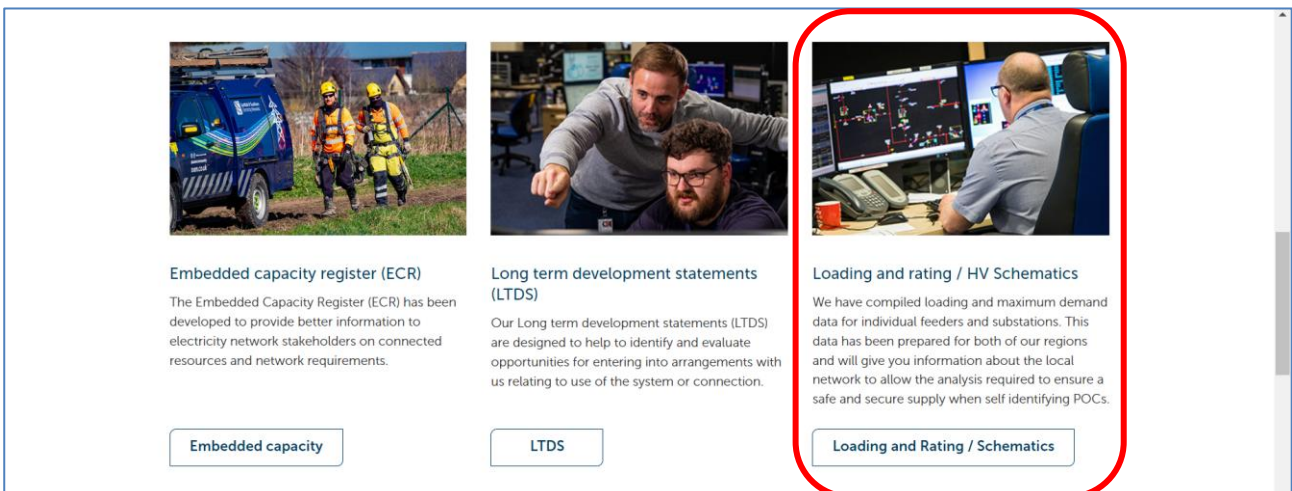 Embedded capacity register (ECR)
The Embedded Capacity Register (ECR) has been
developed to provide better information to
electricity network stakeholders on connected
resources and network requirements.
Embedded capacity
Long term development statements
(LTDS)
Our Long term development statements (LTDS)
are designed to help to identify and evaluate
opportunities for entering into arrangements with
us relating to use of the system or connection.
LTDS
Loading and rating / HV Schematics
We have compiled loading and maximum demand
data for individual feeders and substations. This
data has been prepared for both of our regions
and will give you information about the local
network to allow the analysis required to ensure a
safe and secure supply when self identifying POCs.
Loading and Rating / Schematics